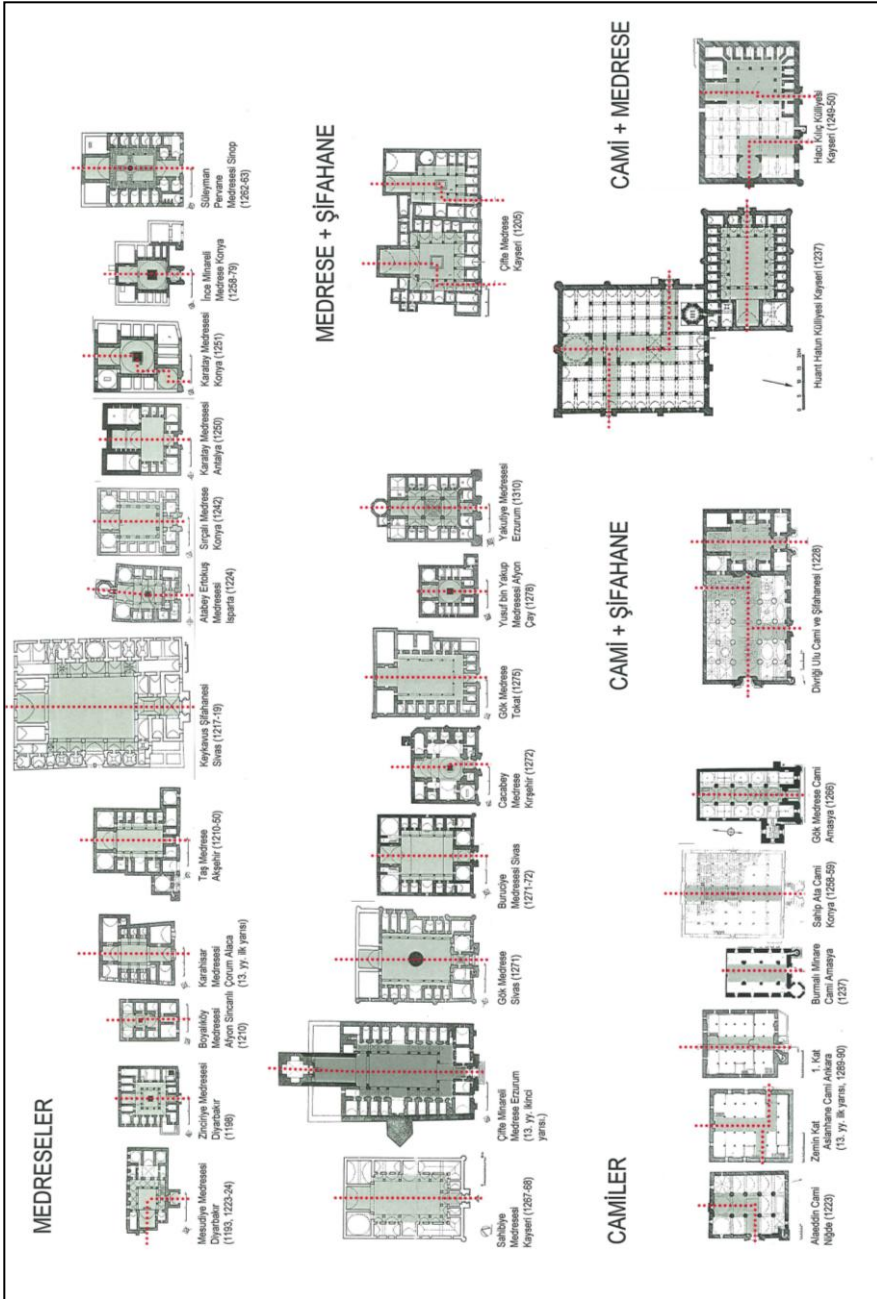 MEDRESELER
Mesudiye Medresesi
Diyarbakır
(1193, 1223-24)
Zinciriye Medresesi
Diyarbakır
(1198)
Boyalıköy
Medresesi
Afyon Sincanlı
(1210)
Karahisar
Medresesi
Çorum Alaca
(13. yy. ilk yarısı)
Taş Medrese
Akşehir (1210-50)
Keykavus Şifahanesi
Sivas (1217-19)
Atabey Ertokuş
Medresesi
Isparta (1224)
Sırçalı Medrese
Konya (1242)
Karatay Medresesi
Antalya (1250)
Karatay Medresesi
Konya (1251)
İnce Minareli
Medrese Konya
(1258-79)
Süleyman
Pervane
Medresesi Sinop
(1262-63)
Sahibiye
Medresesi
Kayseri (1267-68)
Çifte Minareli
Medrese Erzurum
(13. yy. ikinci
yarısı.)
Gök Medrese
Sivas (1271)
Buruciye
Medresesi Sivas
(1271-72)
Cacabey
Medrese
Kırşehir (1272)
Gök Medrese
Tokat (1275)
Yusuf bin Yakup
Medresesi Afyon
Çay (1278)
Yakutiye Medresesi
Erzurum (1310)
MEDRESE + ŞİFAHANE
Çifte Medrese
Kayseri (1205)
CAMİLER
Alaeddin Cami
Niğde (1223)
Zemin Kat
1. Kat
Aslanhane Cami Ankara
(13. yy. ilk yarısı, 1289-90)
Burmalı Minare
Cami Amasya
(1237)
Sahip Ata Cami
Konya (1258-59)
Gök Medrese Cami
Amasya (1266)
CAMİ + ŞİFAHANE
Divriği Ulu Cami ve Şifahanesi (1228)
CAMİ + MEDRESE
Huant Hatun Külliyesi Kayseri (1237)
Hacı Kılıç Külliyesi
Kayseri (1249-50)